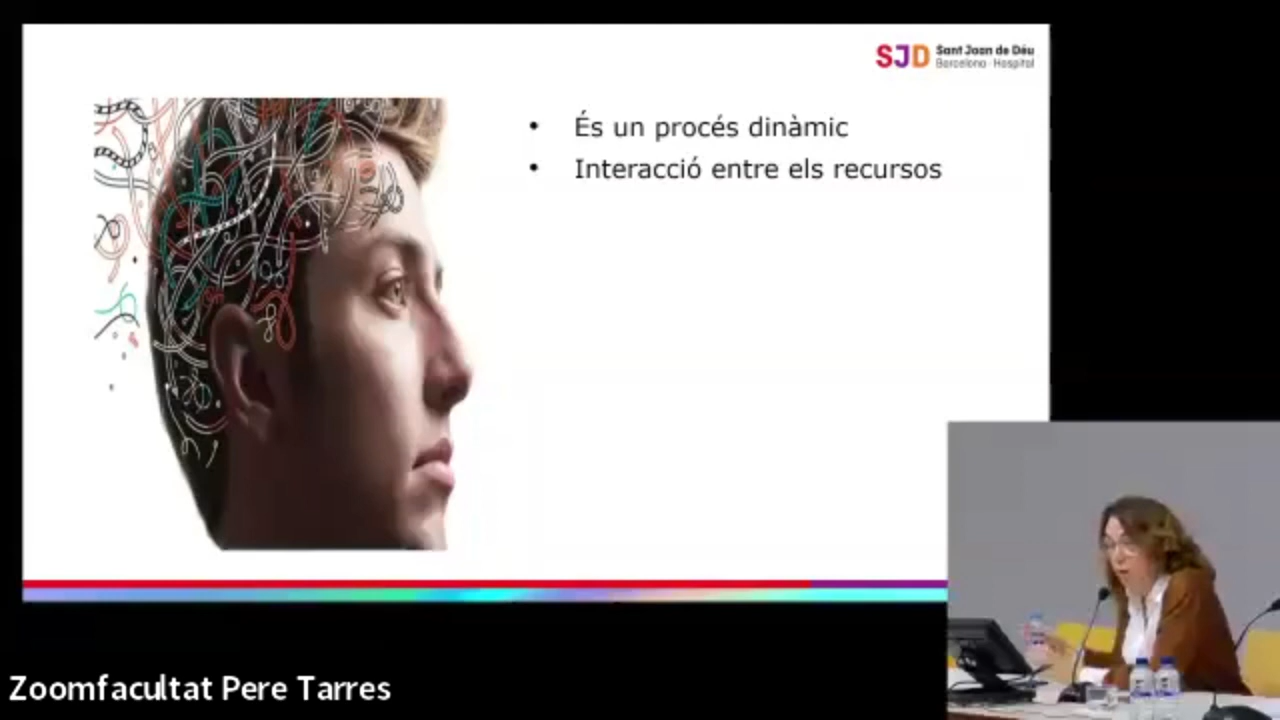 SJD Sant Joan de Déu
Barcelona · Hospital
• És un procés dinàmic
• Interacció entre els recursos
Zoomfacultat Pere Tarres